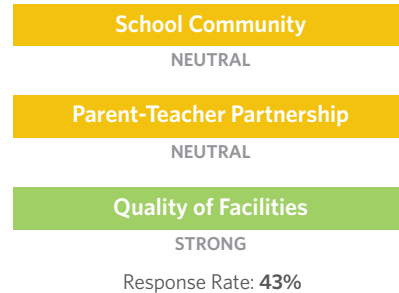 School Community
NEUTRAL
Parent-Teacher Partnership
NEUTRAL
Quality of Facilities
STRONG
Response Rate: 43%